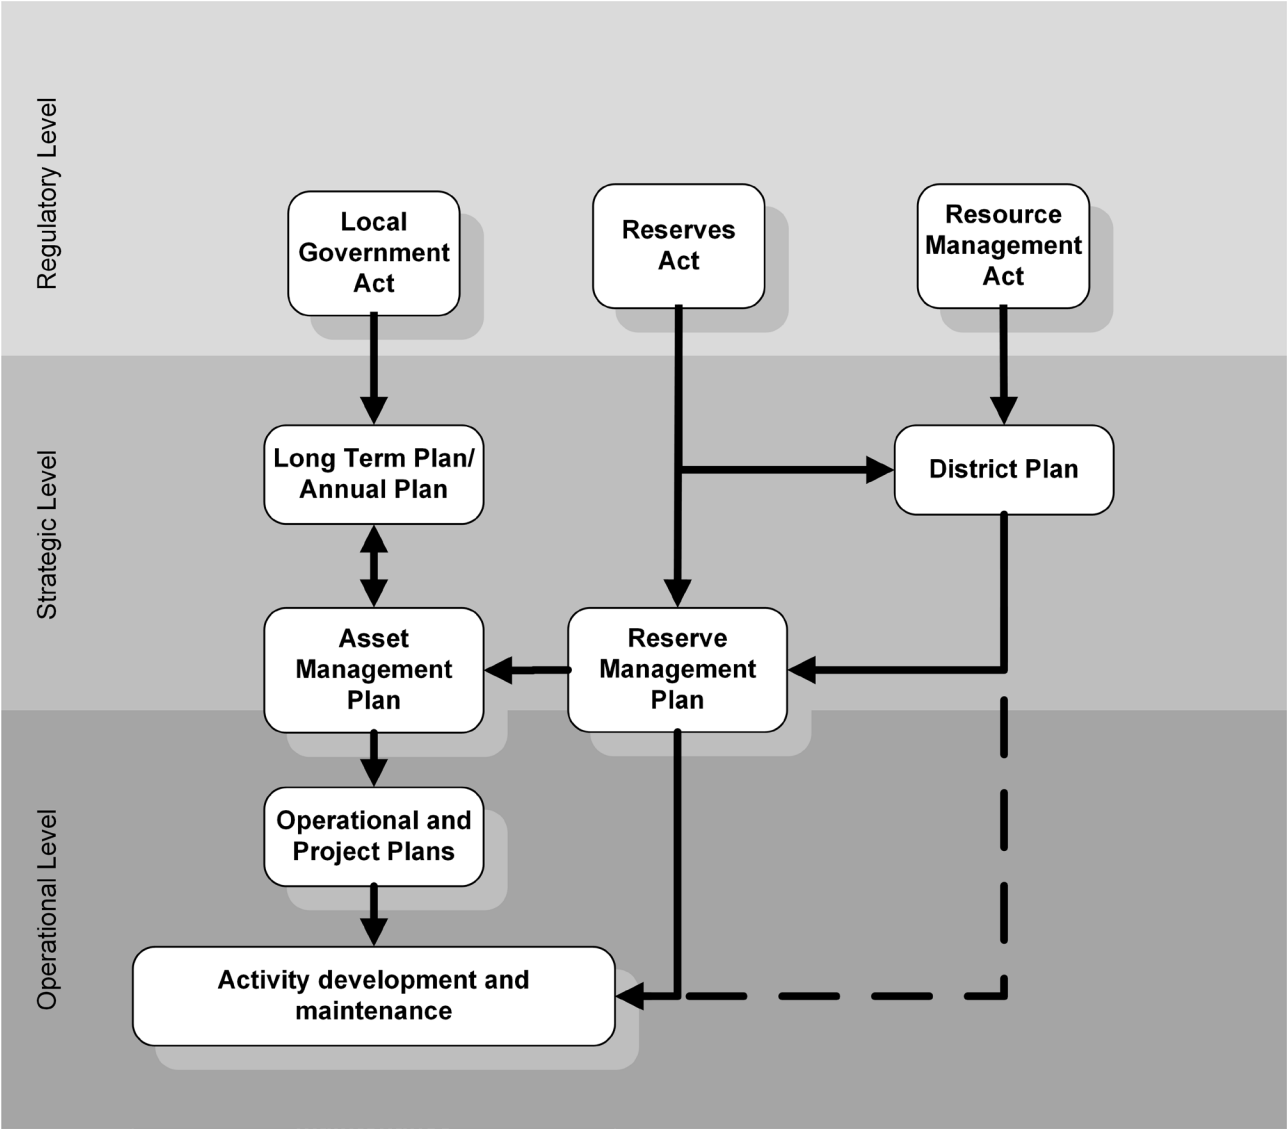 Regulatory Level
Local
Government
Act
Reserves
Act
Resource
Management
Act
Strategic Level
Long Term Plan/
Annual Plan
District Plan
Asset
Management
Plan
Reserve
Management
Plan
Operational Level
Operational and
Project Plans
Activity development and
maintenance